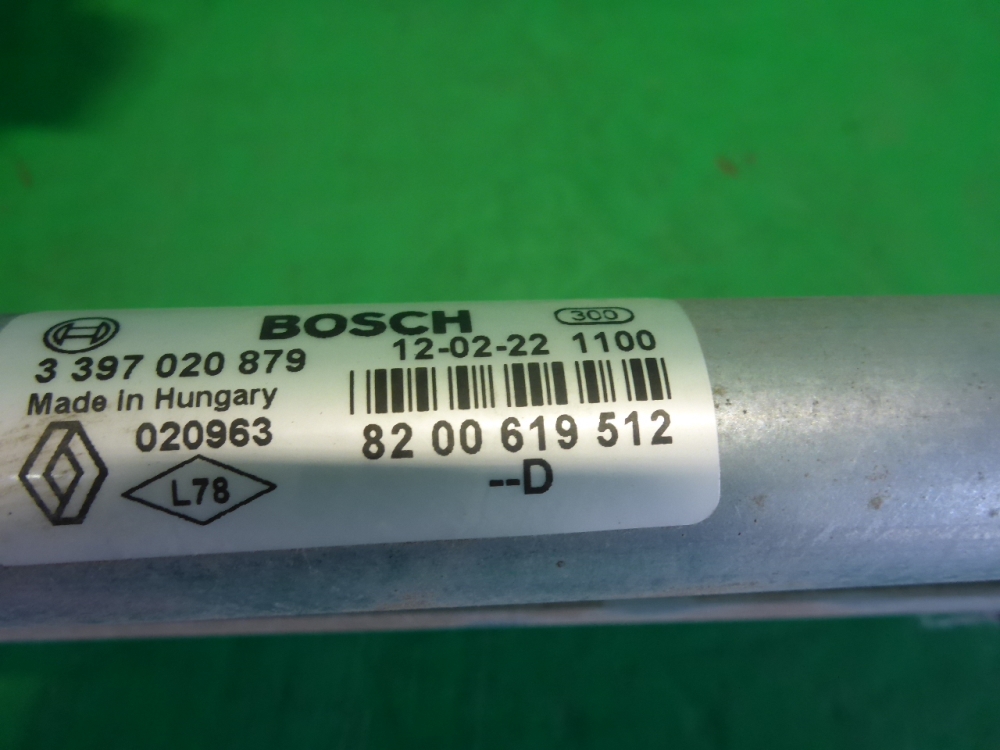 BOSCH 300
3 397 020 879 12-02-22 1100
Made in Hungary
020963 82 00 619 512
L78 --D